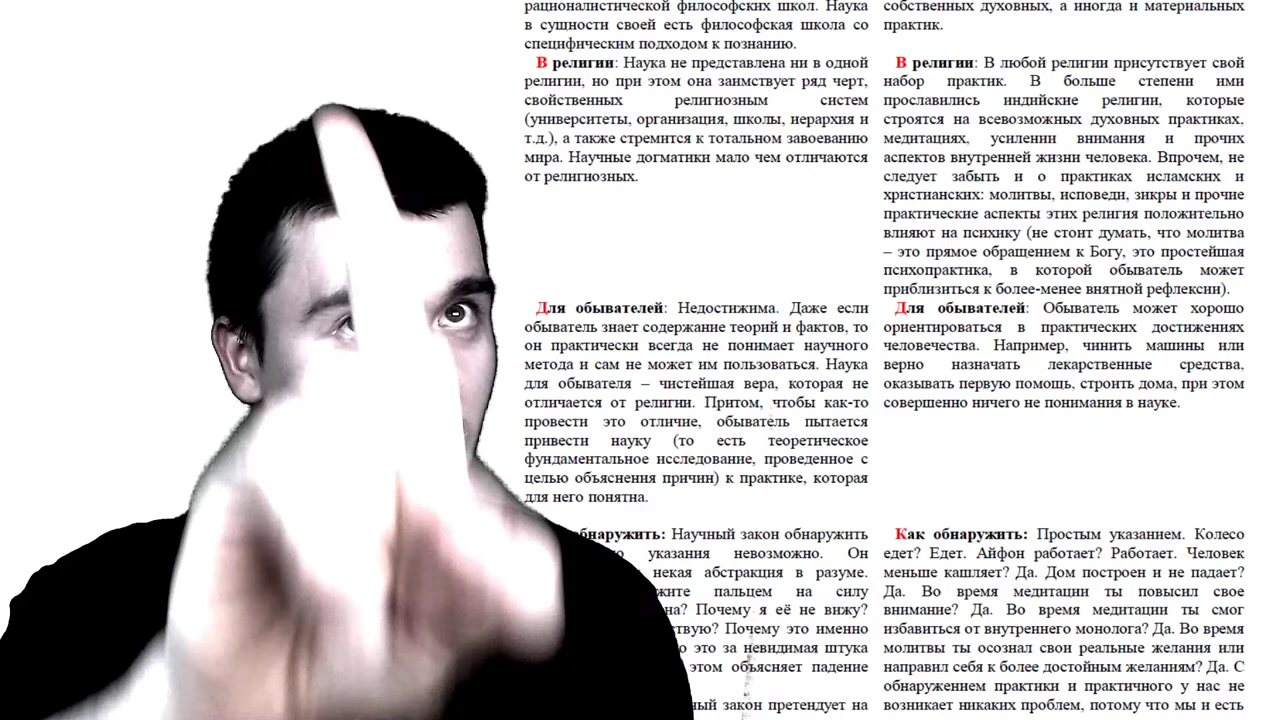 рационалистической философских школ. Наука
в сущности своей есть философская школа со
специфическим подходом к познанию.
В религии: Наука не представлена ни в одной
религии, но при этом она заимствует ряд черт,
свойственных религиозным систем
(университеты, организация, школы, иерархия и
т.д.), а также стремится к тотальном завоеванию
мира. Научные догматики мало чем отличаются
от религиозных.
Для обывателей: Недостижима. Даже если
обыватель знает содержание теорий и фактов, то
он практически всегда не понимает научного
метода и сам не может им пользоваться. Наука
для обывателя – чистейшая вера, которая не
отличается от религии. Притом, чтобы как-то
провести это отличие, обыватель пытается
привести науку (то есть теоретическое
фундаментальное исследование, проведенное с
целью объяснения причин) к практике, которая
для него понятна.
обнаружить: Научный закон обнаружить
указания невозможно. Он
некая абстракция в разуме.
пальцем на силу
Почему я её не вижу?
Почему это именно
это за невидимая штука
этом объясняет падение
закон претендует на
собственных духовных, а иногда и материальных
практик.
В религии: В любой религии присутствует свой
набор практик. В больше степени ими
прославились индийские религии, которые
строятся на всевозможных духовных практиках,
медитациях, усилении внимания и прочих
аспектов внутренней жизни человека. Впрочем, не
следует забыть и о практиках исламских и
христианских: молитвы, исповеди, зикры и прочие
практические аспекты этих религия положительно
влияют на психику (не стоит думать, что молитва
– это прямое обращением к Богу, это простейшая
психопрактика, в которой обыватель может
приблизиться к более-менее внятной рефлексии).
Для обывателей: Обыватель может хорошо
ориентироваться в практических достижениях
человечества. Например, чинить машины или
верно назначать лекарственные средства,
оказывать первую помощь, строить дома, при этом
совершенно ничего не понимания в науке.
Как обнаружить: Простым указанием. Колесо
едет? Едет. Айфон работает? Работает. Человек
меньше кашляет? Да. Дом построен и не падает?
Да. Во время медитации ты повысил свое
внимание? Да. Во время медитации ты смог
избавиться от внутреннего монолога? Да. Во время
молитвы ты осознал свои реальные желания или
направил себя к более достойным желаниям? Да. С
обнаружением практики и практичного у нас не
возникает никаких проблем, потому что мы и есть